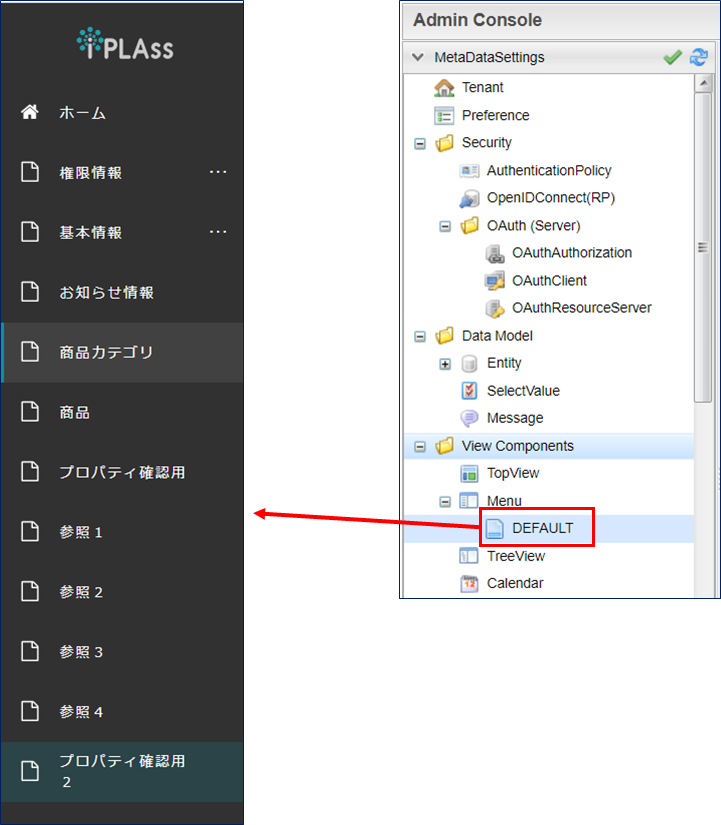 iPLAss
ホーム
権限情報 ...
基本情報 ...
お知らせ情報
商品カテゴリ
商品
プロパティ確認用
参照１
参照２
参照３
参照４
プロパティ確認用
２
Admin Console
MetaDataSettings
Tenant
Preference
Security
AuthenticationPolicy
OpenIDConnect(RP)
OAuth (Server)
OAuthAuthorization
OAuthClient
OAuthResourceServer
Data Model
Entity
SelectValue
Message
View Components
TopView
Menu
DEFAULT
TreeView
Calendar